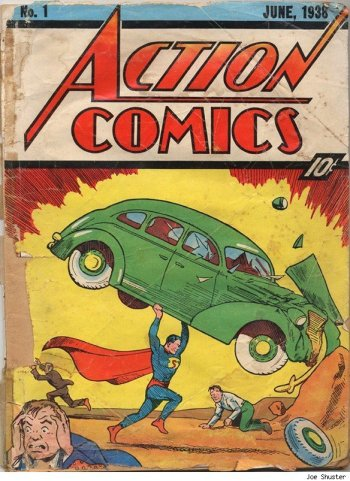 No. 1
JUNE, 1938
ACTION
COMICS
10¢
S
Joe Shuster